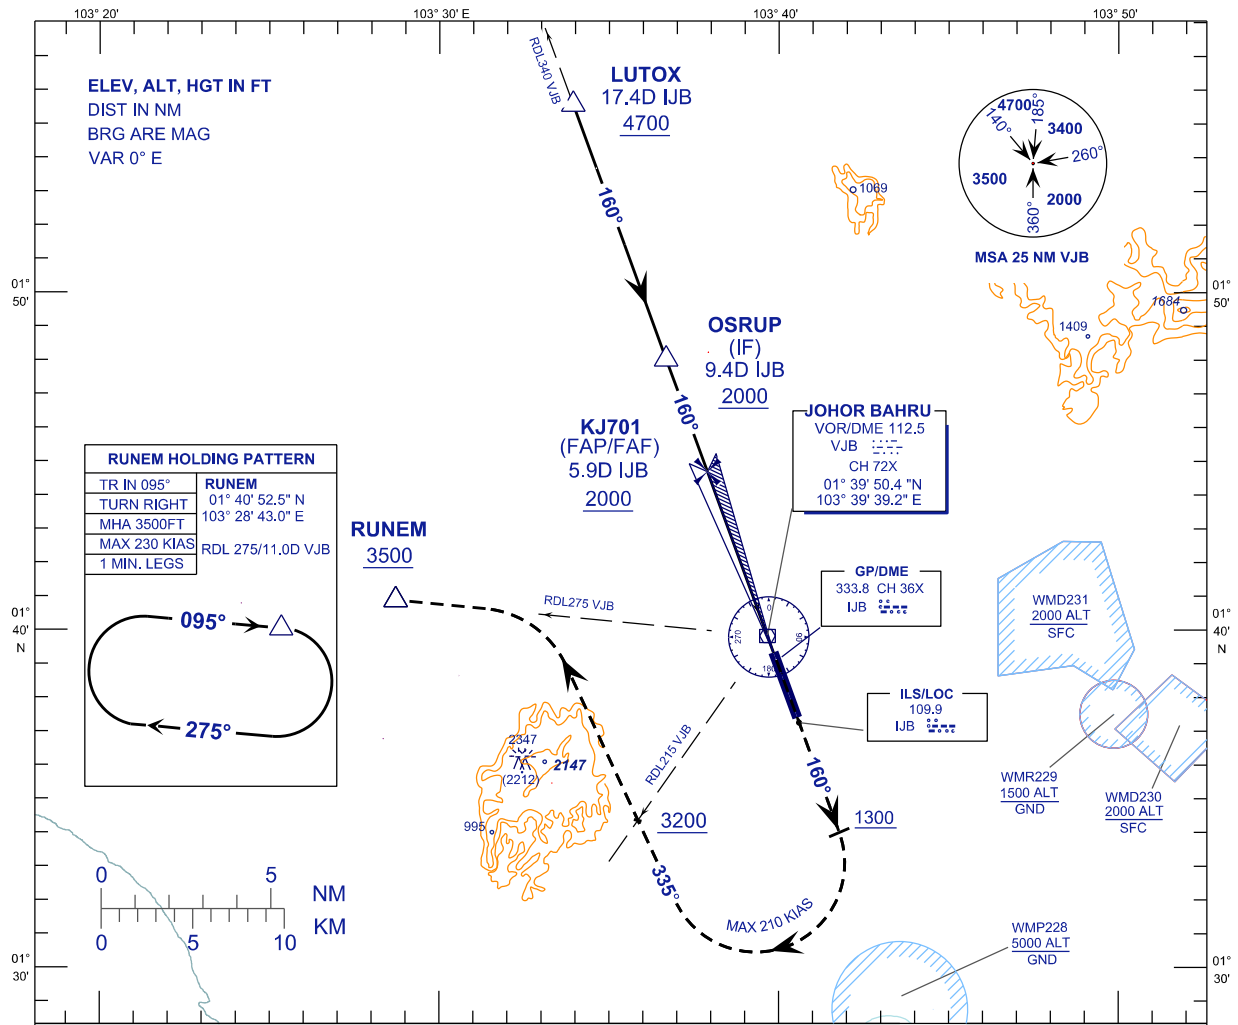 103° 20'
103° 30' E
103° 40'
103° 50'
ELEV, ALT, HGT IN FT
DIST IN NM
BRG ARE MAG
VAR 0° E
RDL340 VJB
LUTOX
17.4D IJB
4700
160°
4700
185°
140°
3400
260°
3500
2000
360°
MSA 25 NM VJB
1069
01°
50'
01°
50'
1684
1409
OSRUP
(IF)
9.4D IJB
2000
160°
KJ701
(FAP/FAF)
5.9D IJB
2000
JOHOR BAHRU
VOR/DME 112.5
VJB
CH 72X
01° 39' 50.4 "N
103° 39' 39.2" E
RUNEM HOLDING PATTERN
TR IN 095°
TURN RIGHT
MHA 3500FT
MAX 230 KIAS
1 MIN. LEGS
RUNEM
01° 40' 52.5" N
103° 28' 43.0" E
RDL 275/11.0D VJB
095°
275°
RUNEM
3500
RDL275 VJB
GP/DME
333.8 CH 36X
IJB
0
90
180
270
WMD231
2000 ALT
SFC
01°
40'
N
01°
40'
N
ILS/LOC
109.9
IJB
RDL215 VJB
2347
2147
(2212)
995
160°
1300
3200
335°
MAX 210 KIAS
WMR229
1500 ALT
GND
WMD230
2000 ALT
SFC
WMP228
5000 ALT
GND
0
5
NM
KM
0
5
10
01°
30'
01°
30'